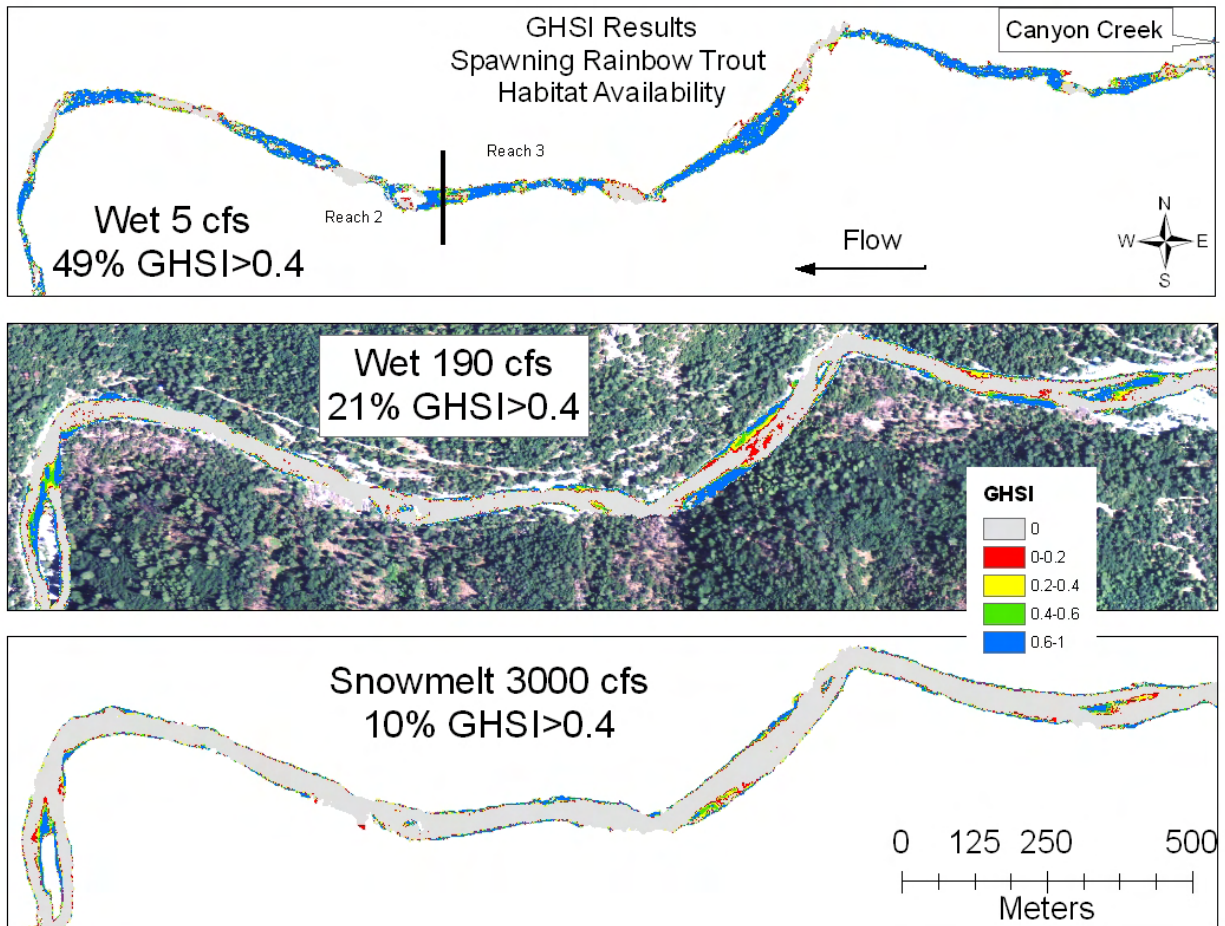 GHSI Results
Spawning Rainbow Trout
Habitat Availability
Canyon Creek
Reach 3
Reach 2
Wet 5 cfs
49% GHSI>0.4
Flow
N
W E
S
Wet 190 cfs
21% GHSI>0.4
GHSI
0
0-0.2
0.2-0.4
0.4-0.6
0.6-1
Snowmelt 3000 cfs
10% GHSI>0.4
0 125 250 500
Meters